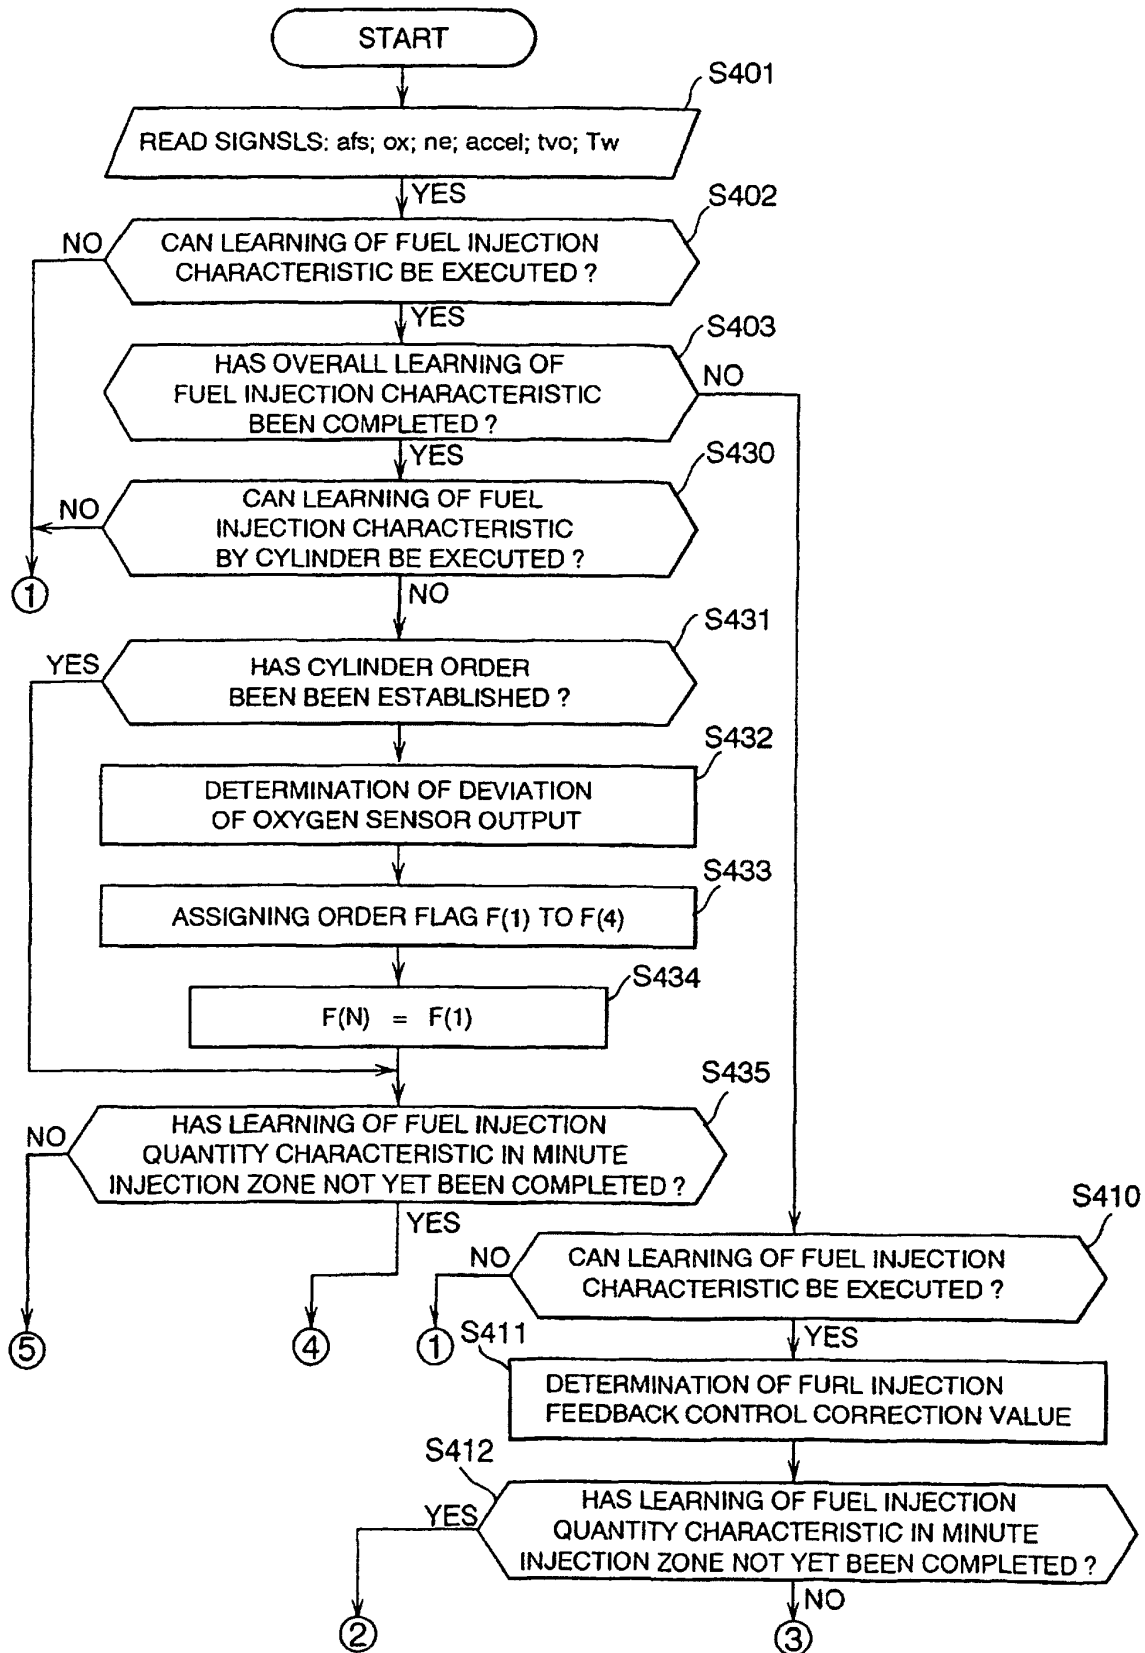 START
S401
READ SIGNSLS: afs; ox; ne; accel; tvo; Tw
YES
S402
NO
CAN LEARNING OF FUEL INJECTION
CHARACTERISTIC BE EXECUTED ?
YES
S403
HAS OVERALL LEARNING OF
FUEL INJECTION CHARACTERISTIC
BEEN COMPLETED ?
NO
YES
S430
NO
CAN LEARNING OF FUEL
INJECTION CHARACTERISTIC
BY CYLINDER BE EXECUTED ?
1
NO
S431
YES
HAS CYLINDER ORDER
BEEN BEEN ESTABLISHED ?
S432
DETERMINATION OF DEVIATION
OF OXYGEN SENSOR OUTPUT
S433
ASSIGNING ORDER FLAG F(1) TO F(4)
S434
F(N) = F(1)
S435
NO
HAS LEARNING OF FUEL INJECTION
QUANTITY CHARACTERISTIC IN MINUTE
INJECTION ZONE NOT YET BEEN COMPLETED ?
YES
5
4
S410
NO
CAN LEARNING OF FUEL INJECTION
CHARACTERISTIC BE EXECUTED ?
1
YES
S411
DETERMINATION OF FURL INJECTION
FEEDBACK CONTROL CORRECTION VALUE
S412
YES
HAS LEARNING OF FUEL INJECTION
QUANTITY CHARACTERISTIC IN MINUTE
INJECTION ZONE NOT YET BEEN COMPLETED ?
NO
2
3